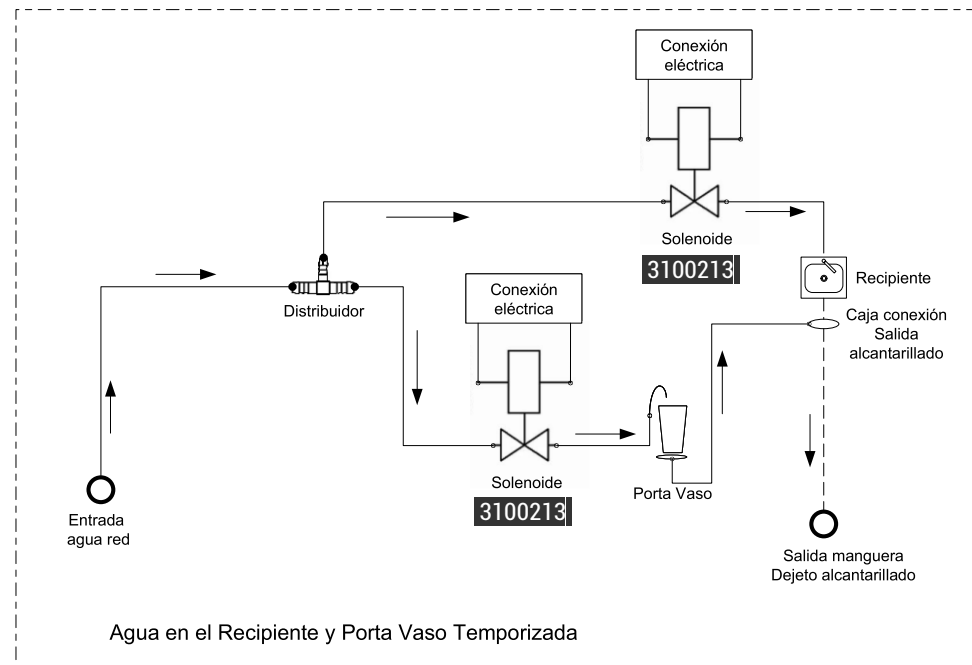 Conexión
eléctrica
Solenoide
3100213
Recipiente
Conexión
eléctrica
Distribuidor
Caja conexión
Salida
alcantarillado
Solenoide
3100213
Porta Vaso
Entrada
agua red
Salida manguera
Dejeto alcantarillado
Agua en el Recipiente y Porta Vaso Temporizada